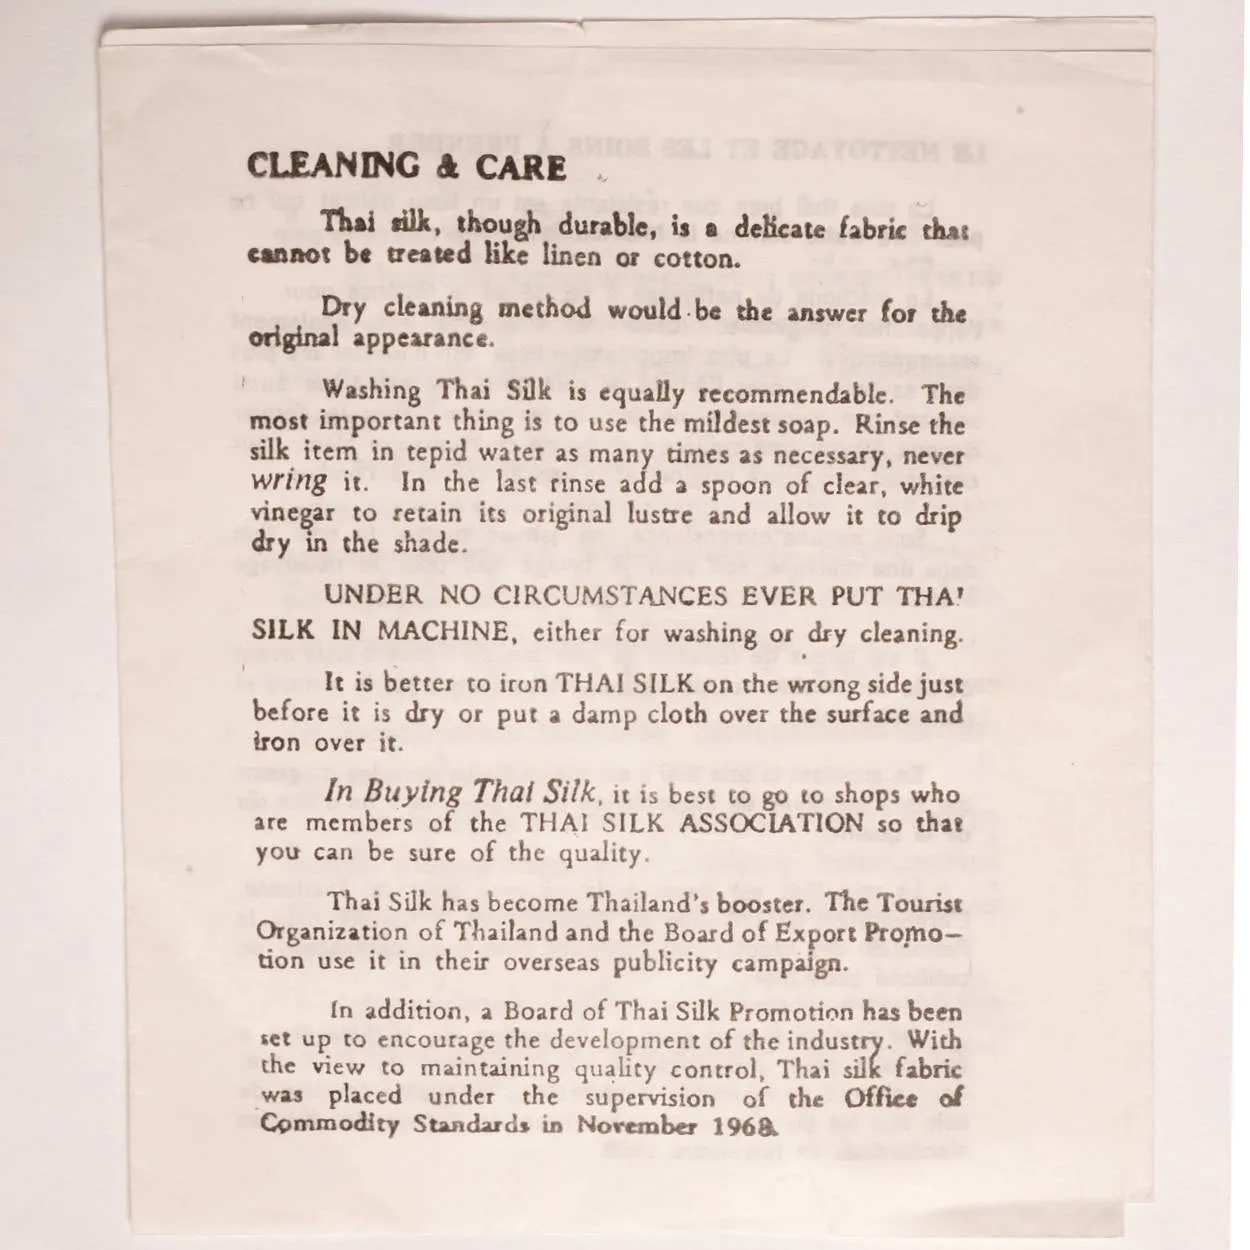 CLEANING & CARE
Thai silk, though durable, is a delicate fabric that
cannot be treated like linen or cotton.
Dry cleaning method would be the answer for the
original appearance.
Washing Thai Silk is equally recommendable. The
most important thing is to use the mildest soap. Rinse the
silk item in tepid water as many times as necessary, never
wring it. In the last rinse add a spoon of clear, white
vinegar to retain its original lustre and allow it to drip
dry in the shade.
UNDER NO CIRCUMSTANCES EVER PUT THAI
SILK IN MACHINE, either for washing or dry cleaning.
It is better to iron THAI SILK on the wrong side just
before it is dry or put a damp cloth over the surface and
iron over it.
In Buying Thai Silk, it is best to go to shops who
are members of the THAI SILK ASSOCIATION so that
you can be sure of the quality.
Thai Silk has become Thailand's booster. The Tourist
Organization of Thailand and the Board of Export Promo–
tion use it in their overseas publicity campaign.
In addition, a Board of Thai Silk Promotion has been
set up to encourage the development of the industry. With
the view to maintaining quality control, Thai silk fabric
was placed under the supervision of the Office of
Commodity Standards in November 1968.